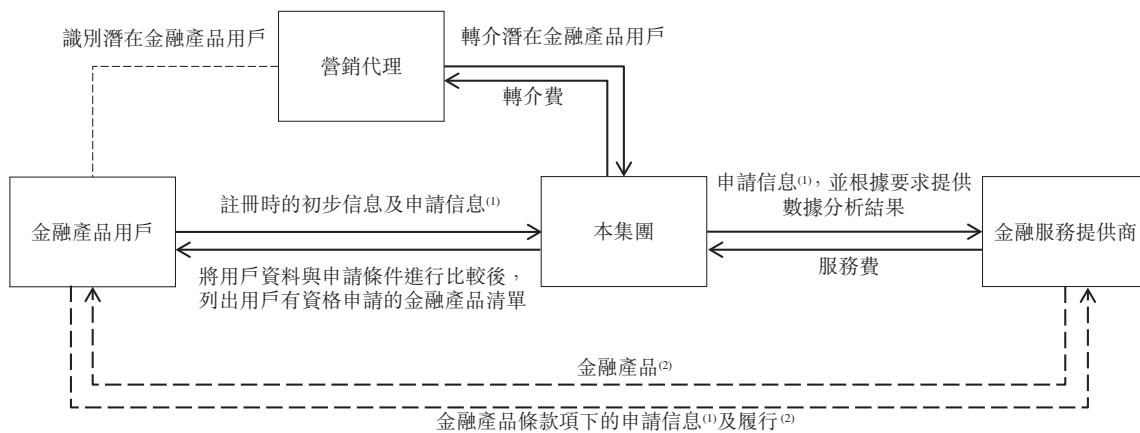 識別潛在金融產品用戶
營銷代理
轉介潛在金融產品用戶
轉介費
金融產品用戶
註冊時的初步信息及申請信息(1)
將用戶資料與申請條件進行比較後，
列出用戶有資格申請的金融產品清單
本集團
申請信息(1)，並根據要求提供
數據分析結果
服務費
金融服務提供商
金融產品(2)
金融產品條款項下的申請信息(1)及履行(2)